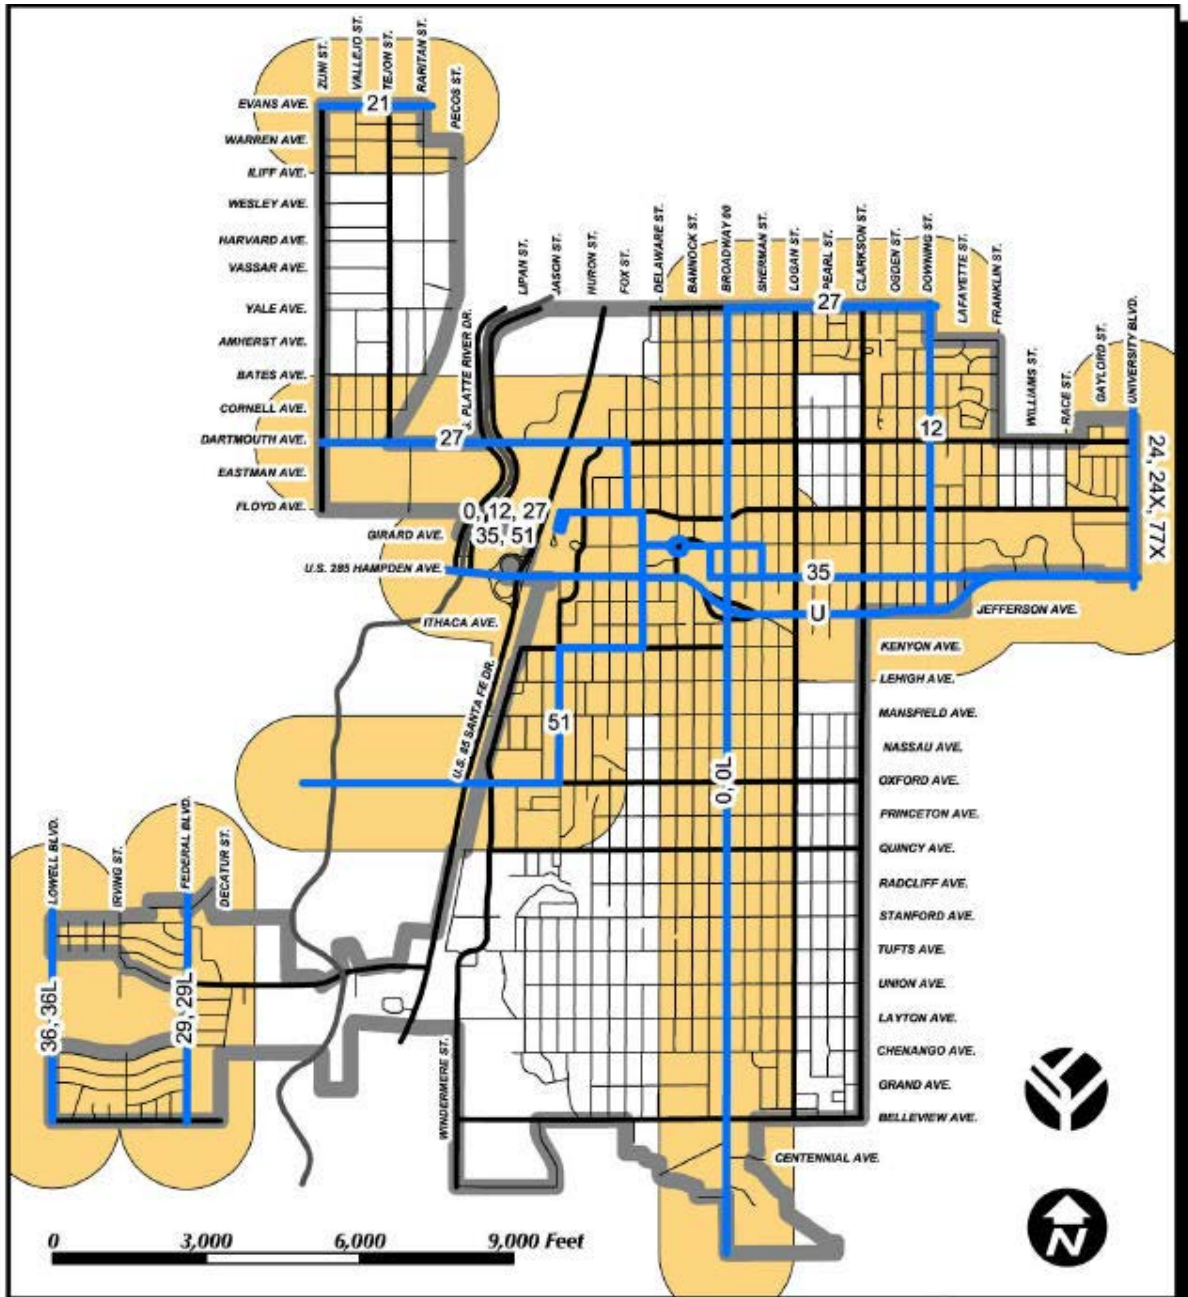 ZUNI ST.
VALLEJO ST.
TEJON ST.
RARITAN ST.
PECOS ST.
EVANS AVE.
21
WARREN AVE.
ILIFF AVE.
WESLEY AVE.
HARVARD AVE.
VASSAR AVE.
YALE AVE.
AMHERST AVE.
BATES AVE.
CORNELL AVE.
DARTMOUTH AVE.
EASTMAN AVE.
FLOYD AVE.
GIRARD AVE.
U.S. 285 HAMPDEN AVE.
ITHACA AVE.
S. PLATTE RIVER DR.
LIPAN ST.
JASON ST.
HURON ST.
FOX ST.
DELAWARE ST.
BANNOCK ST.
BROADWAY 00
SHERMAN ST.
LOGAN ST.
PEARL ST.
CLARKSON ST.
OGDEN ST.
DOWNING ST.
LAFAYETTE ST.
FRANKLIN ST.
WILLIAMS ST.
RACE ST.
GAYLORD ST.
UNIVERSITY BLVD.
27
27
12
24, 24X, 77X
0, 12, 27
35, 51
35
U
JEFFERSON AVE.
KENYON AVE.
LEHIGH AVE.
MANSFIELD AVE.
NASSAU AVE.
OXFORD AVE.
PRINCETON AVE.
QUINCY AVE.
RADCLIFF AVE.
STANFORD AVE.
TUFTS AVE.
UNION AVE.
LAYTON AVE.
CHENANGO AVE.
GRAND AVE.
BELLEVIEW AVE.
CENTENNIAL AVE.
U.S. 85 SANTA FE DR.
51
0, 0L
LOWELL BLVD.
IRVING ST.
FEDERAL BLVD.
DECATUR ST.
36, 36L
29, 29L
WINDERMERE ST.
0 3,000 6,000 9,000 Feet
N